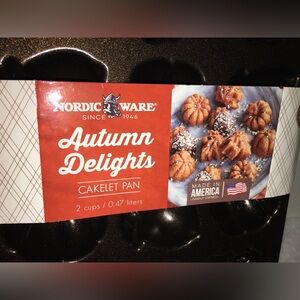 NORDIC WARE®
SINCE 1946
Autumn
Delights
CAKELET PAN
2 cups / 0.47 liters
MADE IN
AMERICA